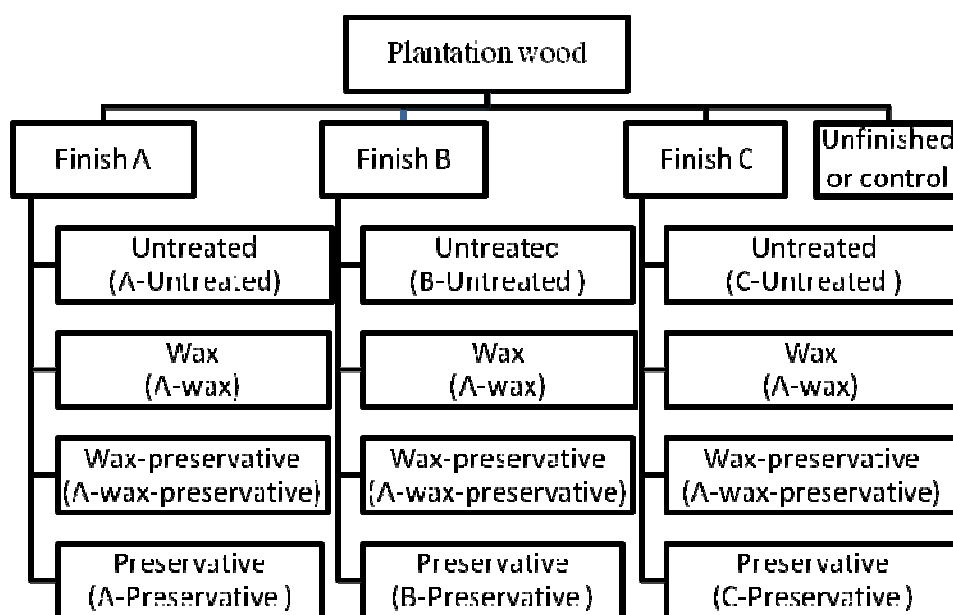 Plantation wood
Finish A
Finish B
Finish C
Unfinished
or control
Untreated
(A-Untreated)
Wax
(A-wax)
Wax-preservative
(A-wax-preservative)
Preservative
(A-Preservative )
Untreated
(B-Untreated )
Wax
(A-wax)
Wax-preservative
(A-wax-preservative)
Preservative
(B-Preservative )
Untreated
(C-Untreated )
Wax
(A-wax)
Wax-preservative
(A-wax-preservative)
Preservative
(C-Preservative )